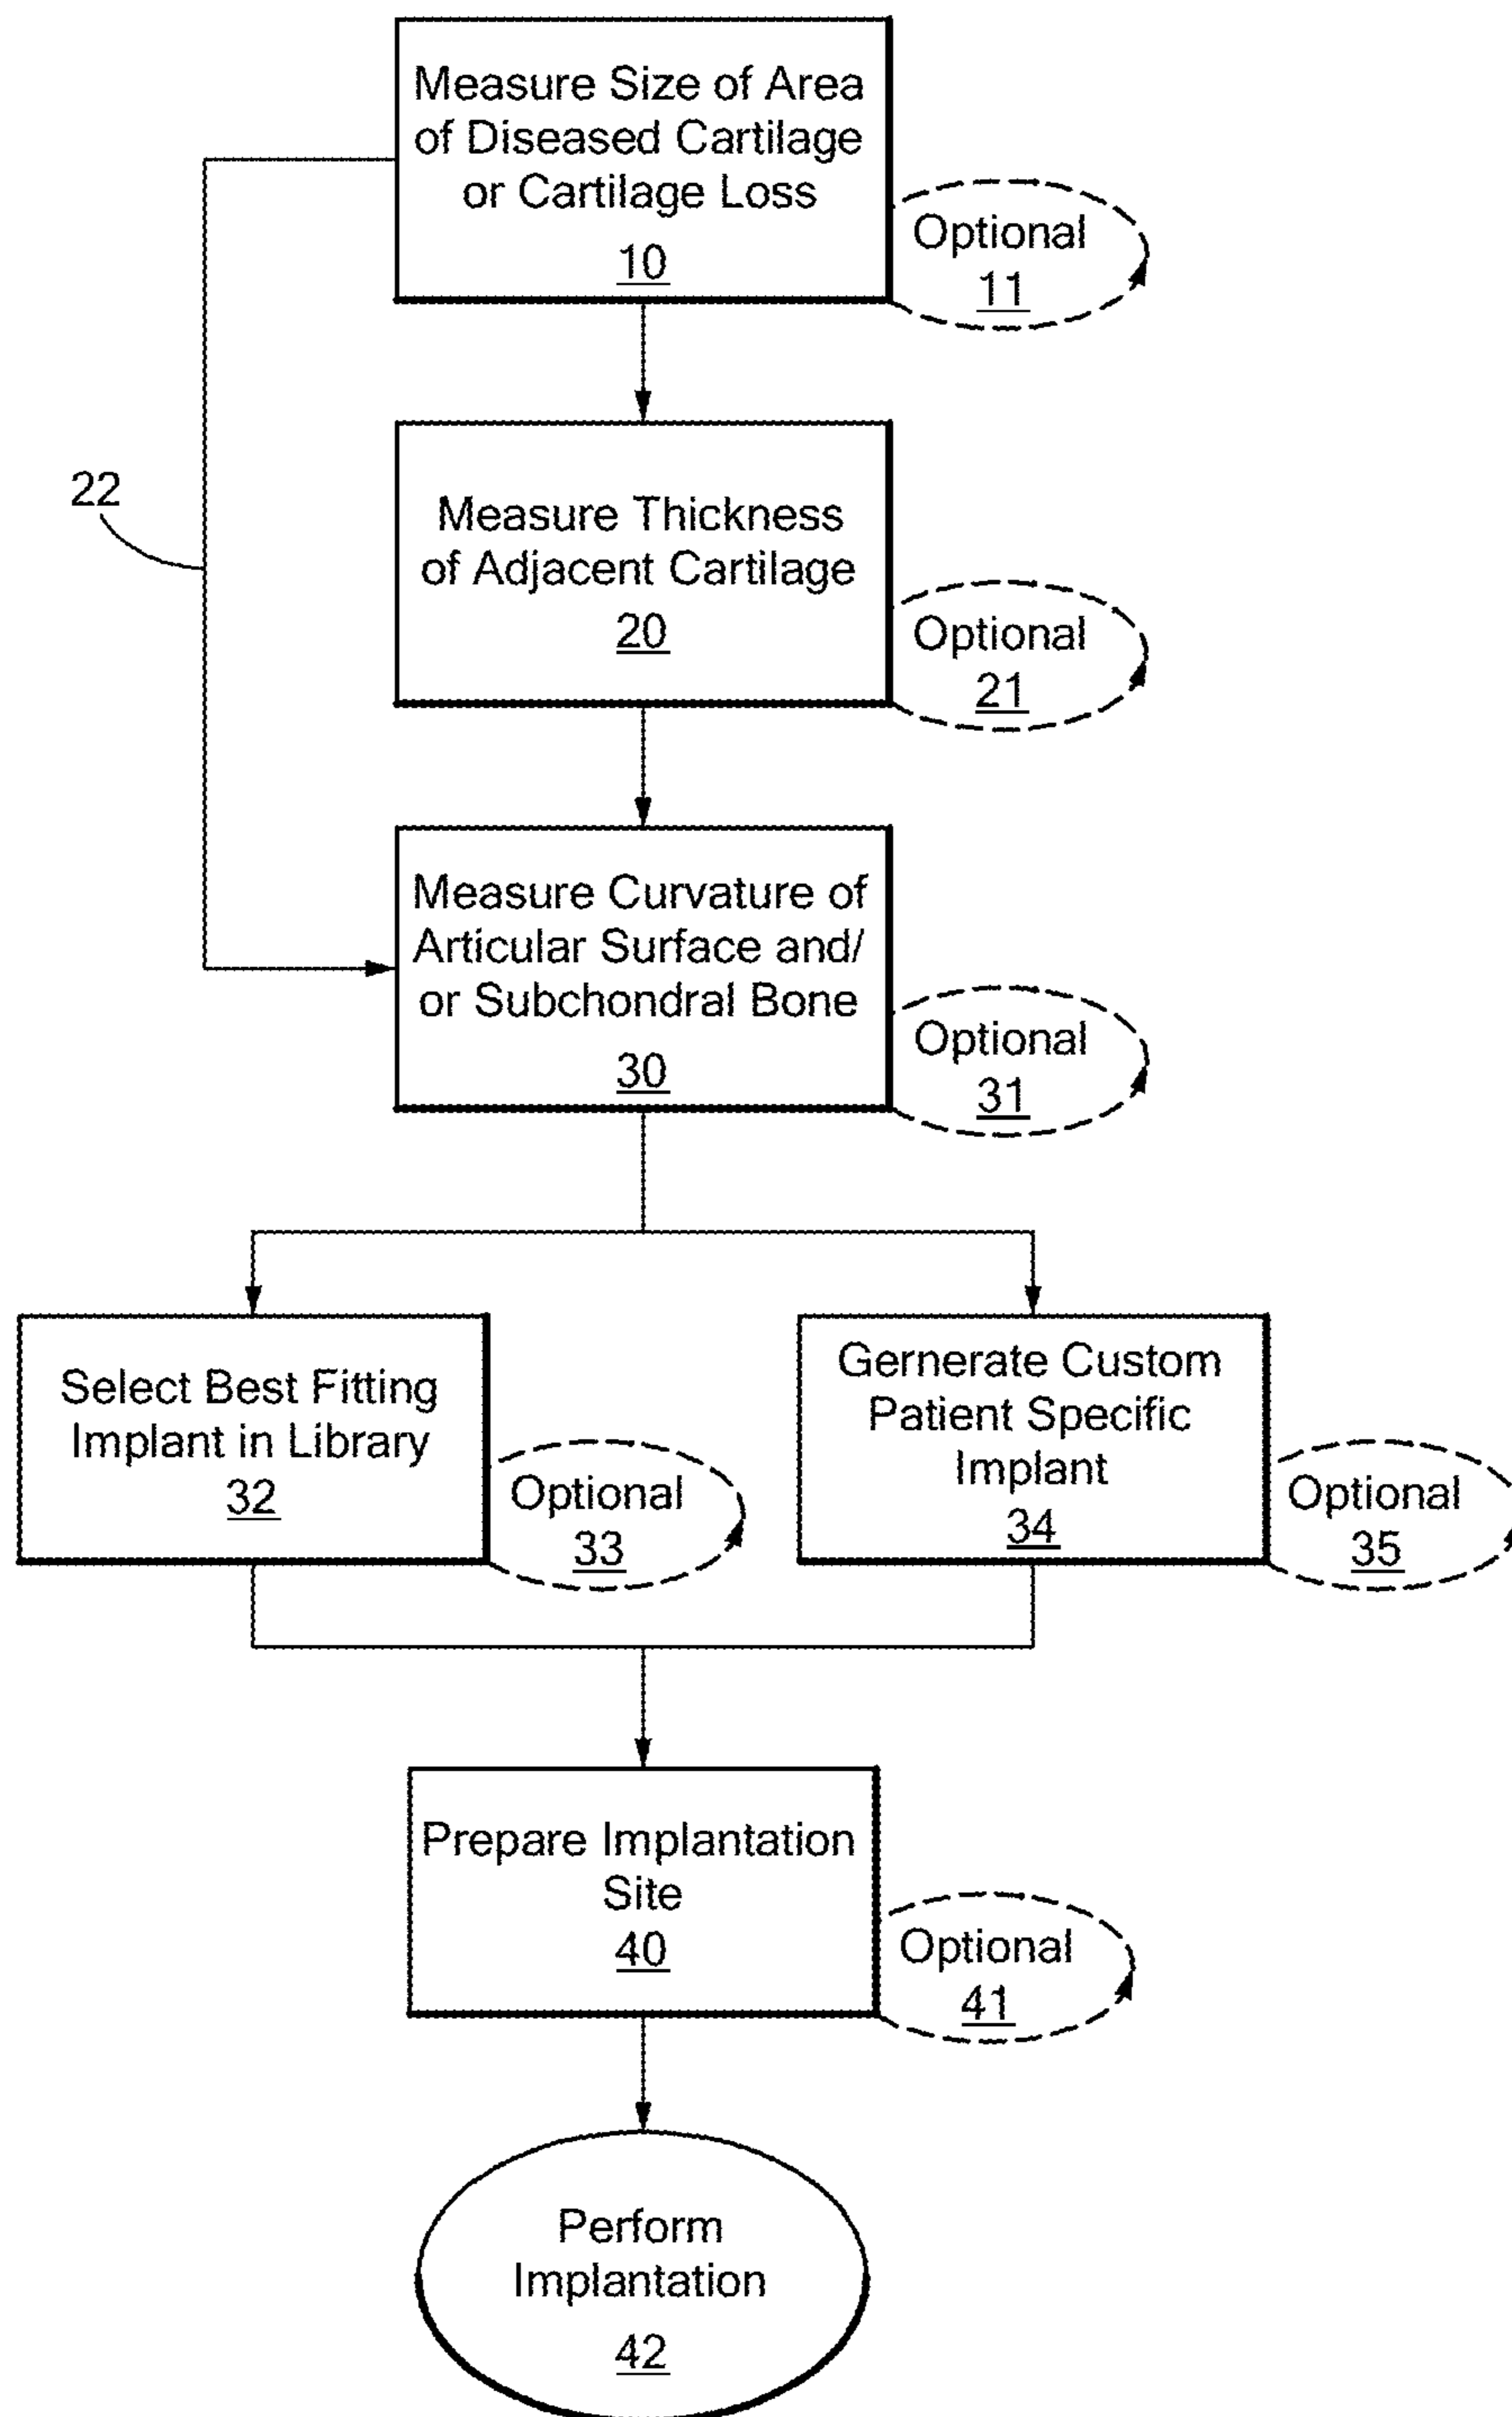 Measure Size of Area
of Diseased Cartilage
or Cartilage Loss
10
Optional
11
22
Measure Thickness
of Adjacent Cartilage
20
Optional
21
Measure Curvature of
Articular Surface and/
or Subchondral Bone
30
Optional
31
Select Best Fitting
Implant in Library
32
Optional
33
Gernerate Custom
Patient Specific
Implant
34
Optional
35
Prepare Implantation
Site
40
Optional
41
Perform
Implantation
42